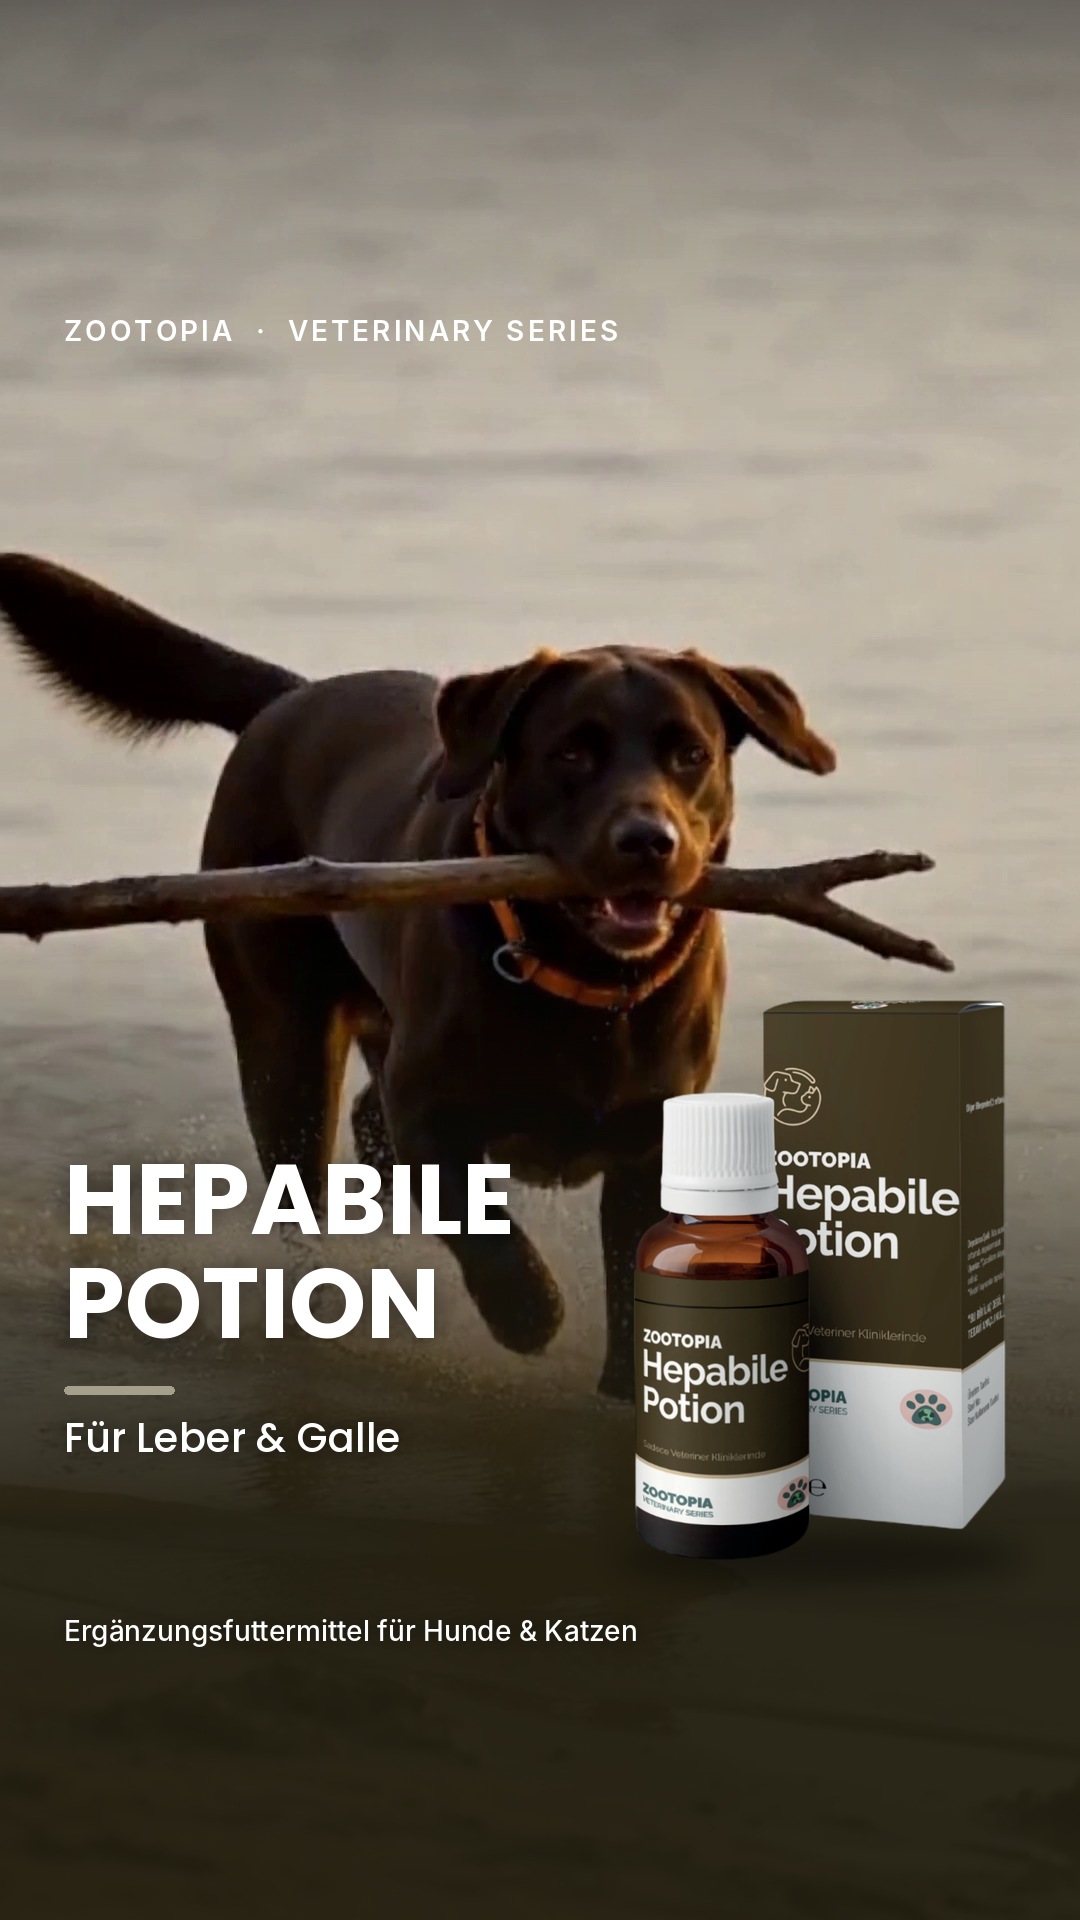 ZOOTOPIA · VETERINARY SERIES
HEPABILE
POTION
Für Leber & Galle
Ergänzungsfuttermittel für Hunde & Katzen
ZOOTOPIA
Hepabile
Potion
Veteriner Kliniklerinde
ZOOTOPIA
Hepabile
Potion
Sadece Veteriner Kliniklerinde
ZOOTOPIA
VETERINARY SERIES